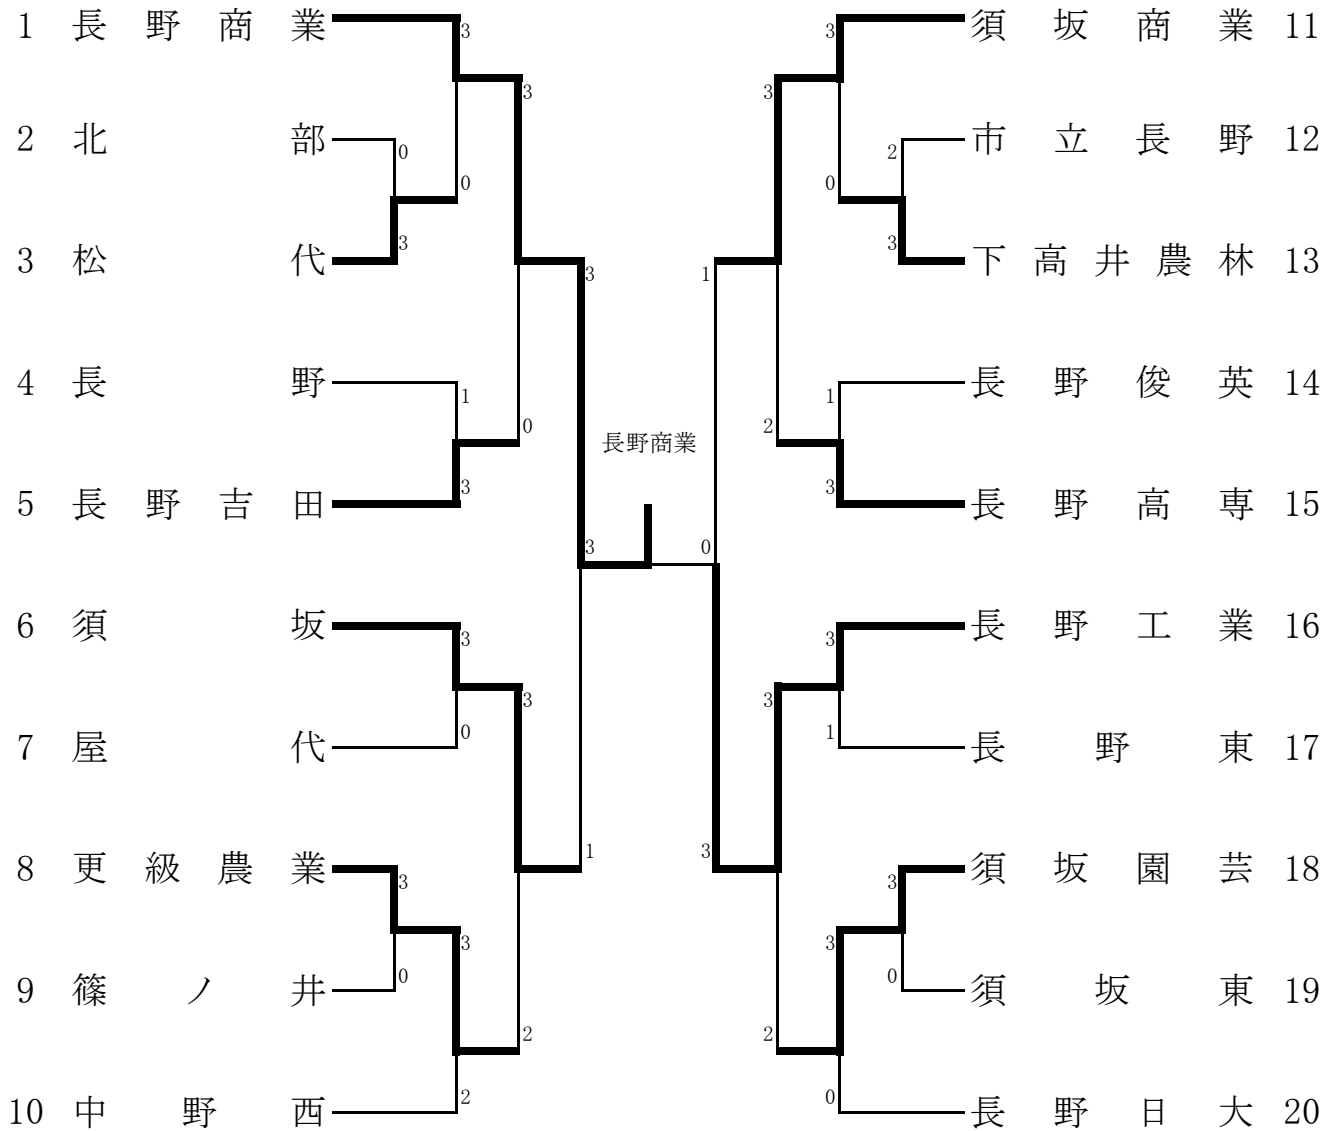 1 長野商業 3 3 須坂商業 11
3 3
2 北部 0 2 市立長野 12
0 0
3 松代 3 3 下高井農林 13
3 1
4 長野 1 1 長野俊英 14
0 長野商業 2
5 長野吉田 3 3 長野高専 15
3 0
6 須坂 3 3 長野工業 16
3 3
7 屋代 0 1 長野東 17
1 3
8 更級農業 3 3 須坂園芸 18
3 3
9 篠ノ井 0 0 須坂東 19
2 2
10 中野西 2 0 長野日大 20